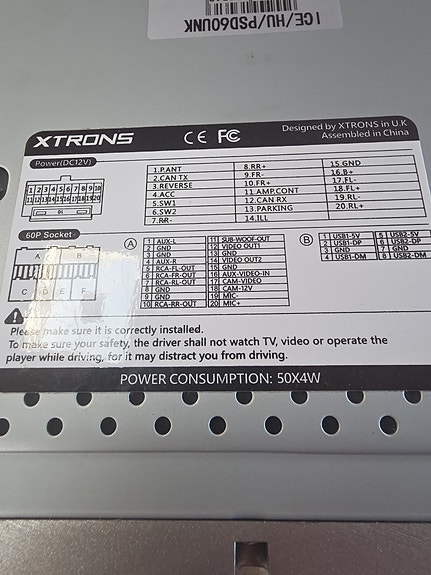 ICE/HU/PSD60UNK
XTRONS
CE FC
Designed by XTRONS in U.K
Assembled in China
Power(DC12V)
1 2 3 4 5 6 7 8 9 10
11 12 13 14 15 16 17 18 19 20
1.P.ANT
2.CAN TX
3.REVERSE
4.ACC
5.SW1
6.SW2
7.RR-
8.RR+
9.FR-
10.FR+
11.AMP.CONT
12.CAN RX
13.PARKING
14.ILL
15.GND
16.B+
17.FL-
18.FL+
19.RL-
20.RL+
60P Socket
A B
C D E F
A
1 AUX-L
2 GND
3 GND
4 AUX-R
5 RCA-FL-OUT
6 RCA-FR-OUT
7 RCA-RL-OUT
8 GND
9 GND
10 RCA-RR-OUT
11 SUB-WOOF-OUT
12 VIDEO OUT1
13 GND
14 VIDEO OUT2
15 GND
16 AUX-VIDEO-IN
17 CAM-VIDEO
18 CAM-12V
19 MIC-
20 MIC+
B
1 USB1-5V
2 USB1-DP
3 GND
4 USB1-DM
5 USB2-5V
6 USB2-DP
7 GND
8 USB2-DM
Please make sure it is correctly installed.
To make sure your safety, the driver shall not watch TV, video or operate the
player while driving, for it may distract you from driving.
POWER CONSUMPTION: 50X4W